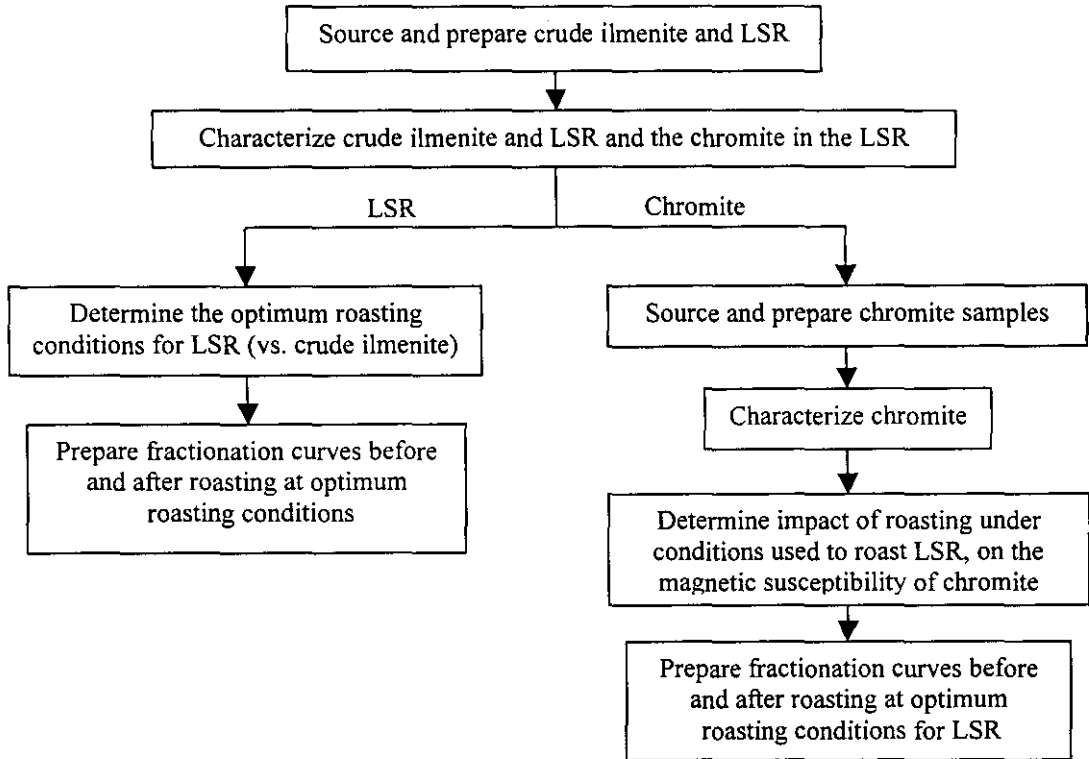 Source and prepare crude ilmenite and LSR
Characterize crude ilmenite and LSR and the chromite in the LSR
LSR
Chromite
Determine the optimum roasting
conditions for LSR (vs. crude ilmenite)
Prepare fractionation curves before
and after roasting at optimum
roasting conditions
Source and prepare chromite samples
Characterize chromite
Determine impact of roasting under
conditions used to roast LSR, on the
magnetic susceptibility of chromite
Prepare fractionation curves before
and after roasting at optimum
roasting conditions for LSR